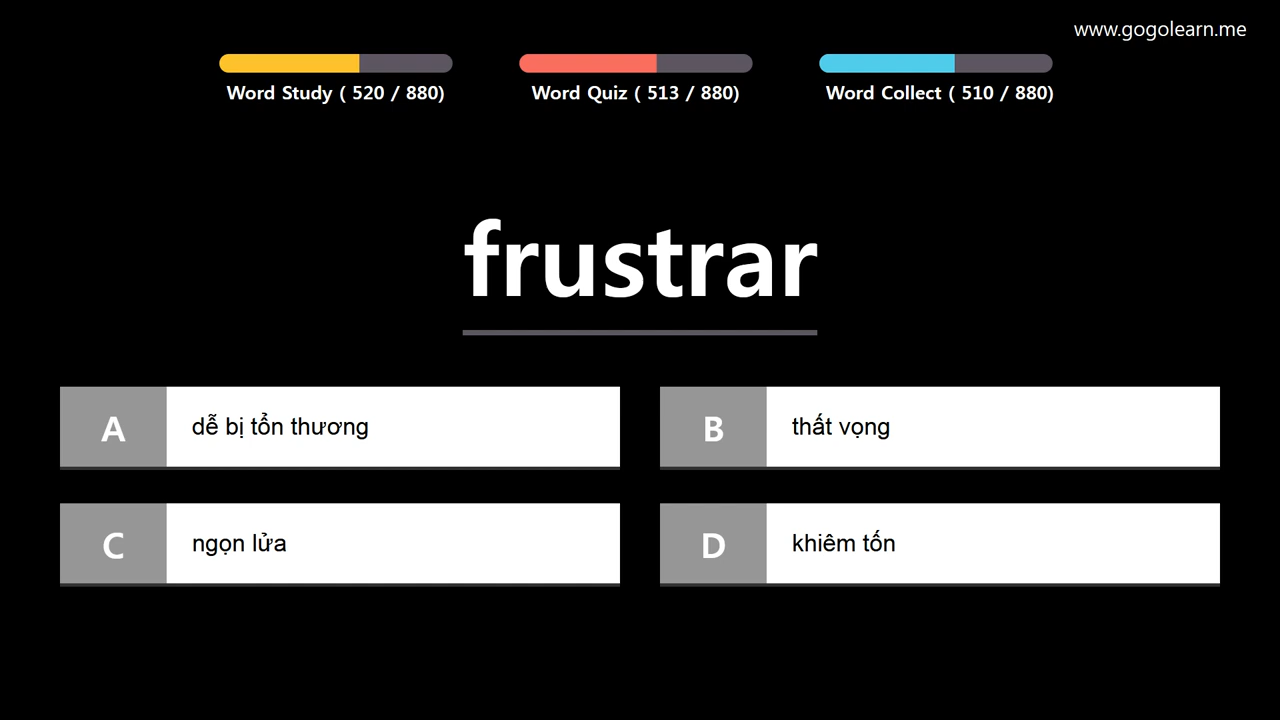 www.gogolearn.me
Word Study ( 520 / 880)
Word Quiz ( 513 / 880)
Word Collect ( 510 / 880)
frustrar
A dễ bị tổn thương
B thất vọng
C ngọn lửa
D khiêm tốn